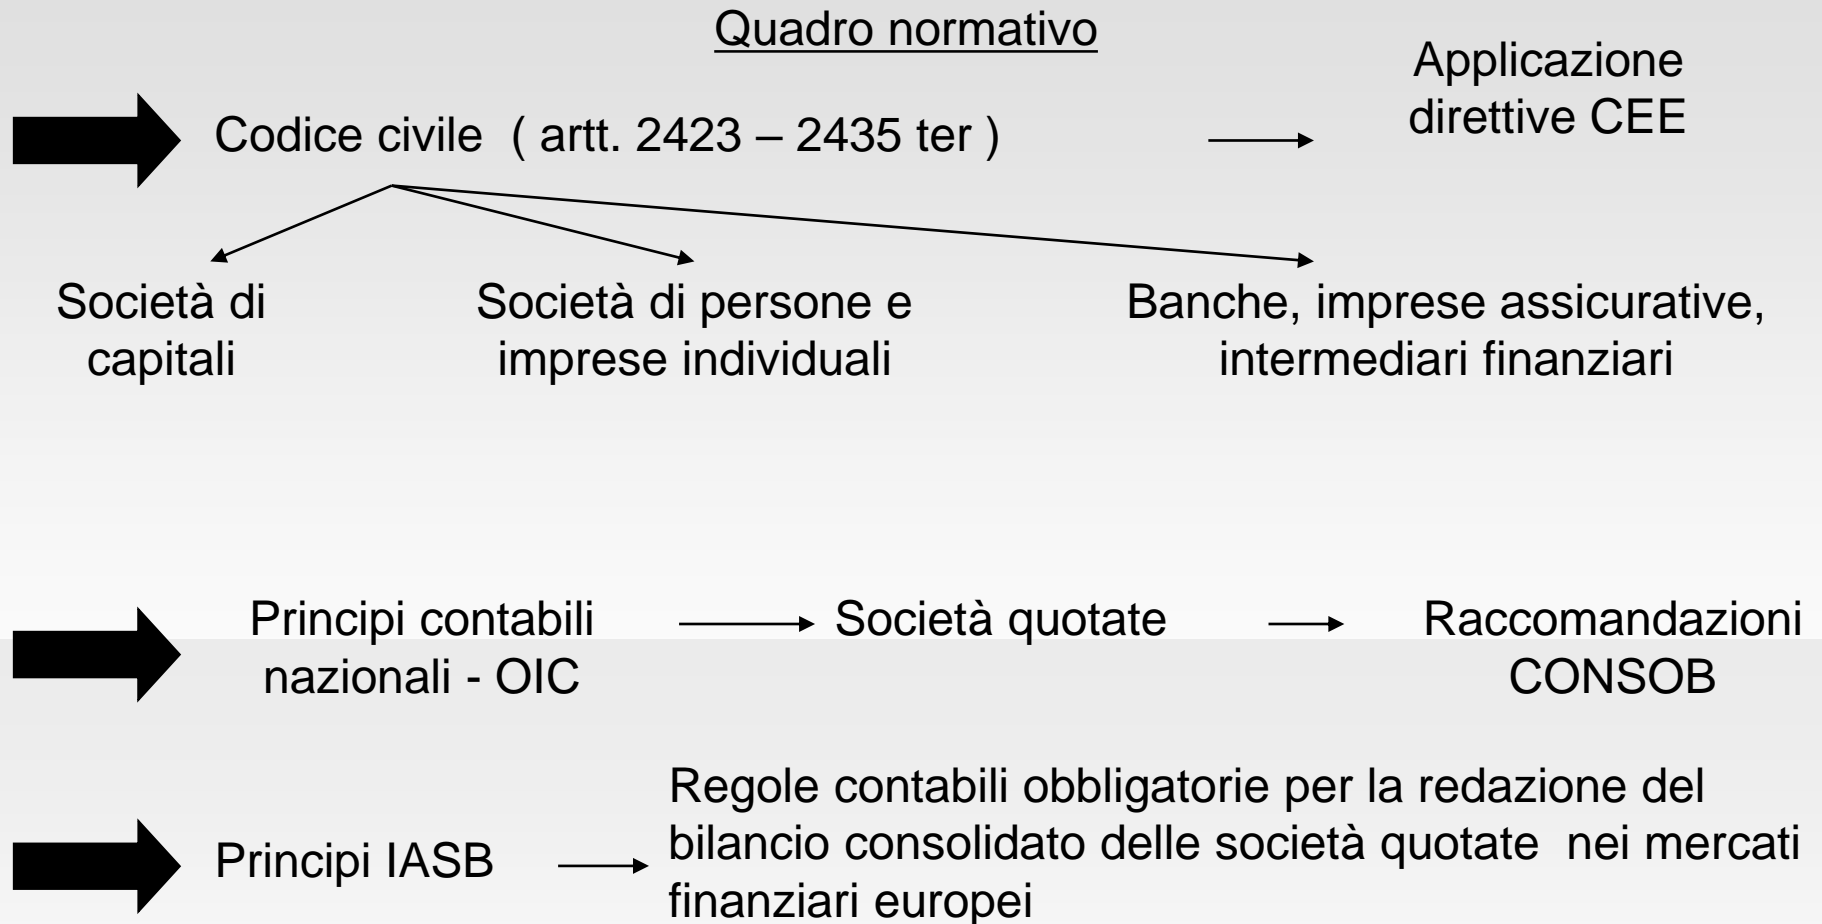 Quadro normativo
Applicazione
direttive CEE
Codice civile ( artt. 2423 – 2435 ter )
Società di
capitali
Società di persone e
imprese individuali
Banche, imprese assicurative,
intermediari finanziari
Principi contabili
nazionali - OIC
Società quotate
Raccomandazioni
CONSOB
Principi IASB
Regole contabili obbligatorie per la redazione del
bilancio consolidato delle società quotate nei mercati
finanziari europei